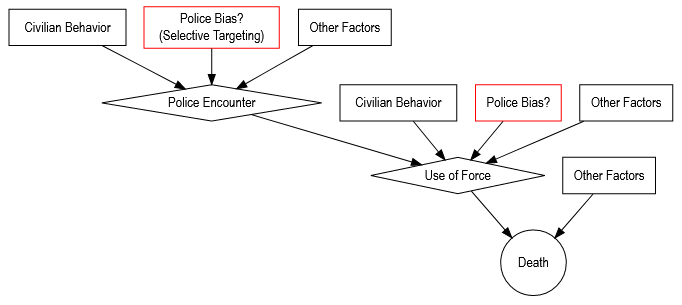 Civilian Behavior
Police Bias?
(Selective Targeting)
Other Factors
Police Encounter
Civilian Behavior
Police Bias?
Other Factors
Use of Force
Other Factors
Death